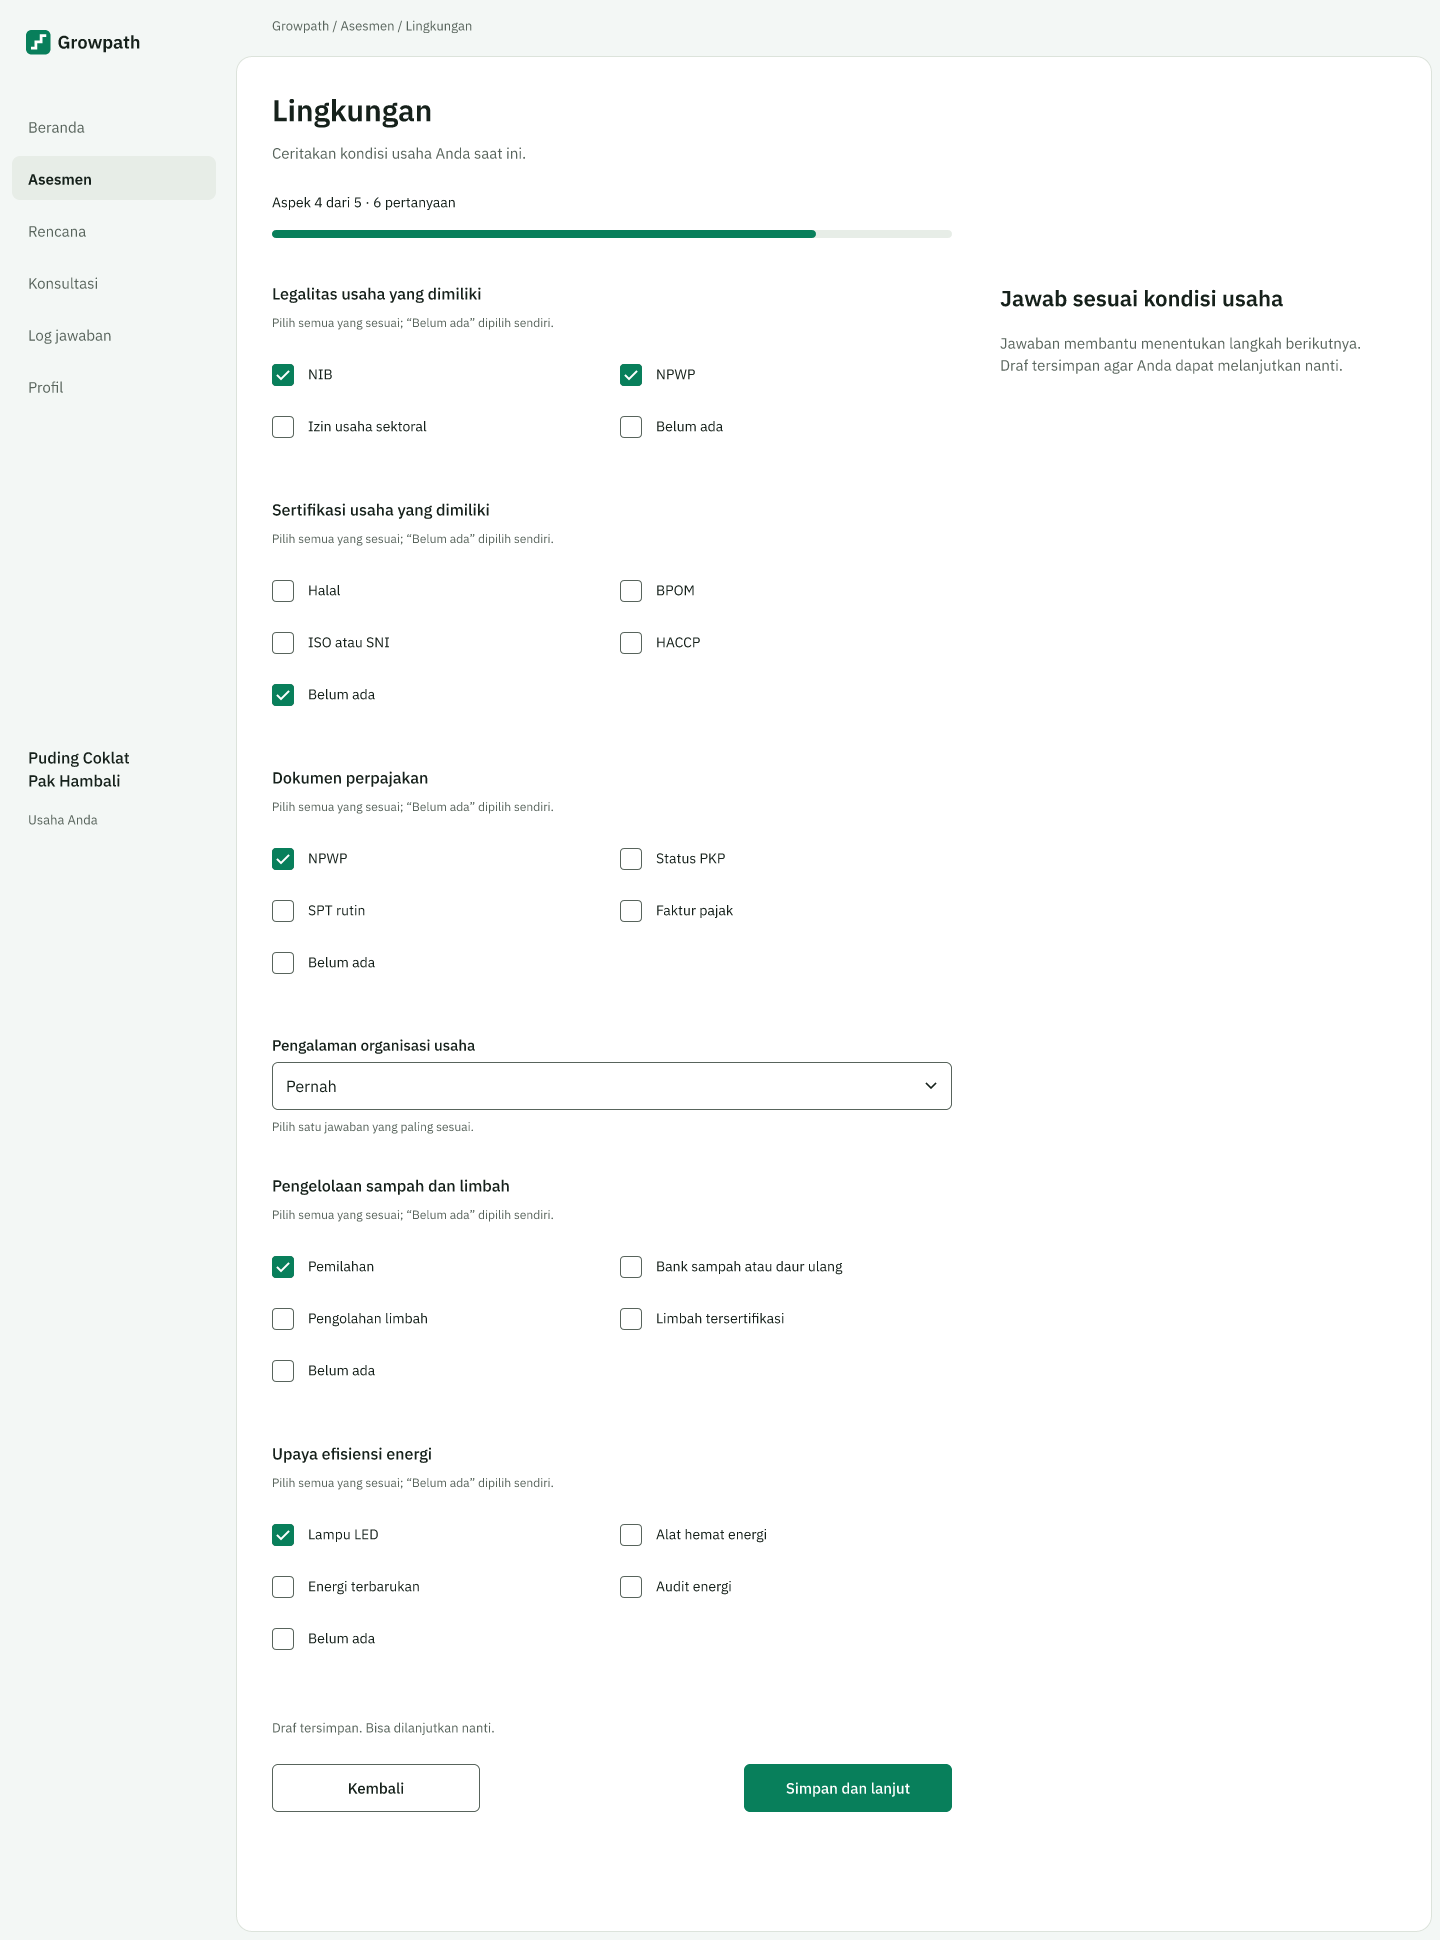 Growpath
Beranda
Asesmen
Rencana
Konsultasi
Log jawaban
Profil
Puding Coklat
Pak Hambali
Usaha Anda
Growpath / Asesmen / Lingkungan
Lingkungan
Ceritakan kondisi usaha Anda saat ini.
Aspek 4 dari 5 · 6 pertanyaan
Legalitas usaha yang dimiliki
Pilih semua yang sesuai; “Belum ada” dipilih sendiri.
NIB
NPWP
Izin usaha sektoral
Belum ada
Sertifikasi usaha yang dimiliki
Pilih semua yang sesuai; “Belum ada” dipilih sendiri.
Halal
BPOM
ISO atau SNI
HACCP
Belum ada
Dokumen perpajakan
Pilih semua yang sesuai; “Belum ada” dipilih sendiri.
NPWP
Status PKP
SPT rutin
Faktur pajak
Belum ada
Pengalaman organisasi usaha
Pernah
Pilih satu jawaban yang paling sesuai.
Pengelolaan sampah dan limbah
Pilih semua yang sesuai; “Belum ada” dipilih sendiri.
Pemilahan
Bank sampah atau daur ulang
Pengolahan limbah
Limbah tersertifikasi
Belum ada
Upaya efisiensi energi
Pilih semua yang sesuai; “Belum ada” dipilih sendiri.
Lampu LED
Alat hemat energi
Energi terbarukan
Audit energi
Belum ada
Draf tersimpan. Bisa dilanjutkan nanti.
Kembali
Simpan dan lanjut
Jawab sesuai kondisi usaha
Jawaban membantu menentukan langkah berikutnya.
Draf tersimpan agar Anda dapat melanjutkan nanti.